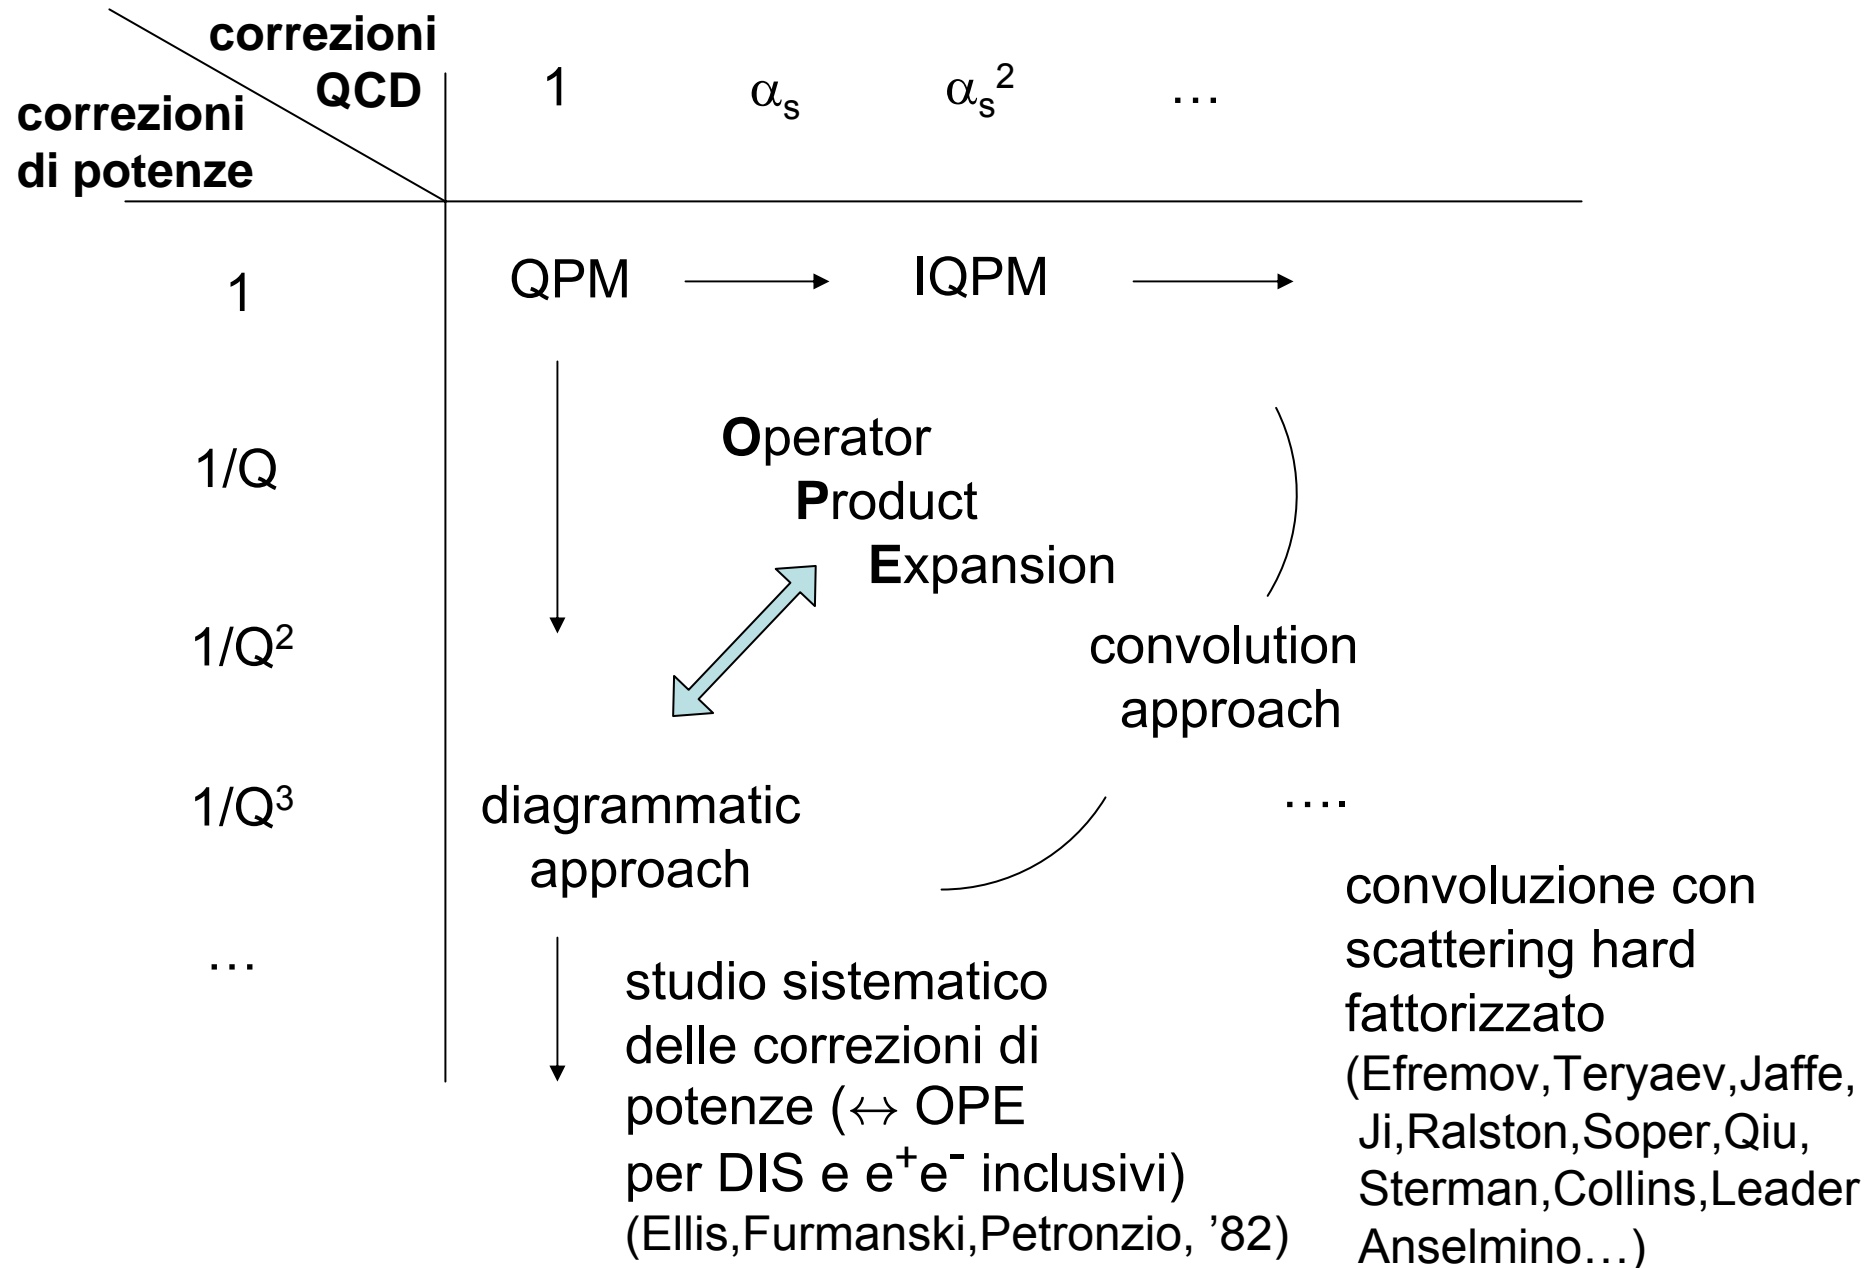 correzioni
QCD
correzioni
di potenze
1 αs αs² …
1 QPM IQPM
1/Q
Operator
Product
Expansion
1/Q²
convolution
approach
1/Q³
diagrammatic
approach
….
…
studio sistematico
delle correzioni di
potenze (↔ OPE
per DIS e e⁺e⁻ inclusivi)
(Ellis,Furmanski,Petronzio, ’82)
convoluzione con
scattering hard
fattorizzato
(Efremov,Teryaev,Jaffe,
Ji,Ralston,Soper,Qiu,
Sterman,Collins,Leader
Anselmino…)